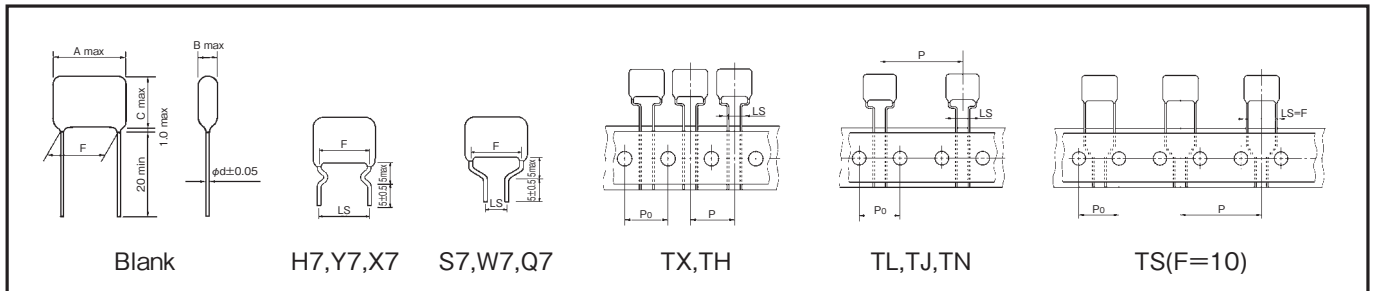 A max
B max
C max
1.0 max
F
20 min
φd±0.05
Blank
F
5max
5±0.5
LS
H7,Y7,X7
F
5max
5±0.5
LS
S7,W7,Q7
LS
Po
P
TX,TH
P
LS
Po
TL,TJ,TN
LS=F
Po
P
TS(F=10)